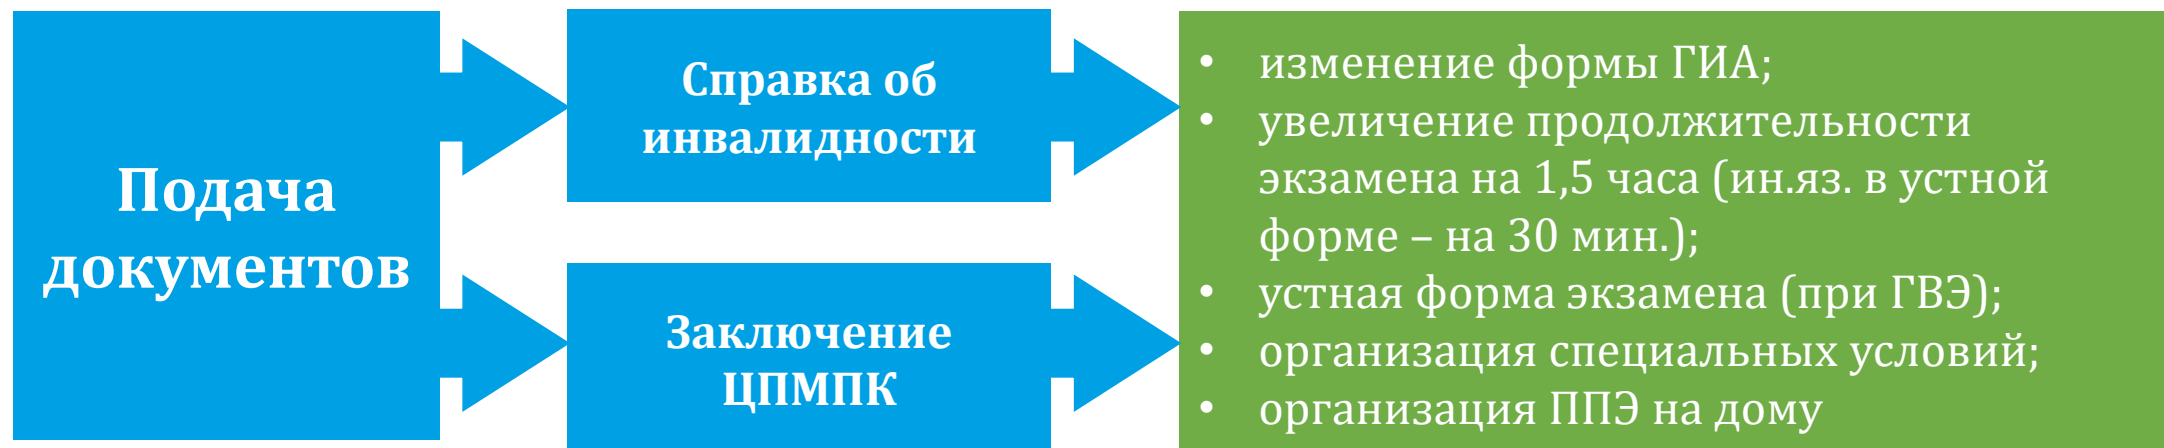 Подача
документов
Справка об
инвалидности
Заключение
ЦПМПК
• изменение формы ГИА;
• увеличение продолжительности
экзамена на 1,5 часа (ин.яз. в устной
форме – на 30 мин.);
• устная форма экзамена (при ГВЭ);
• организация специальных условий;
• организация ППЭ на дому